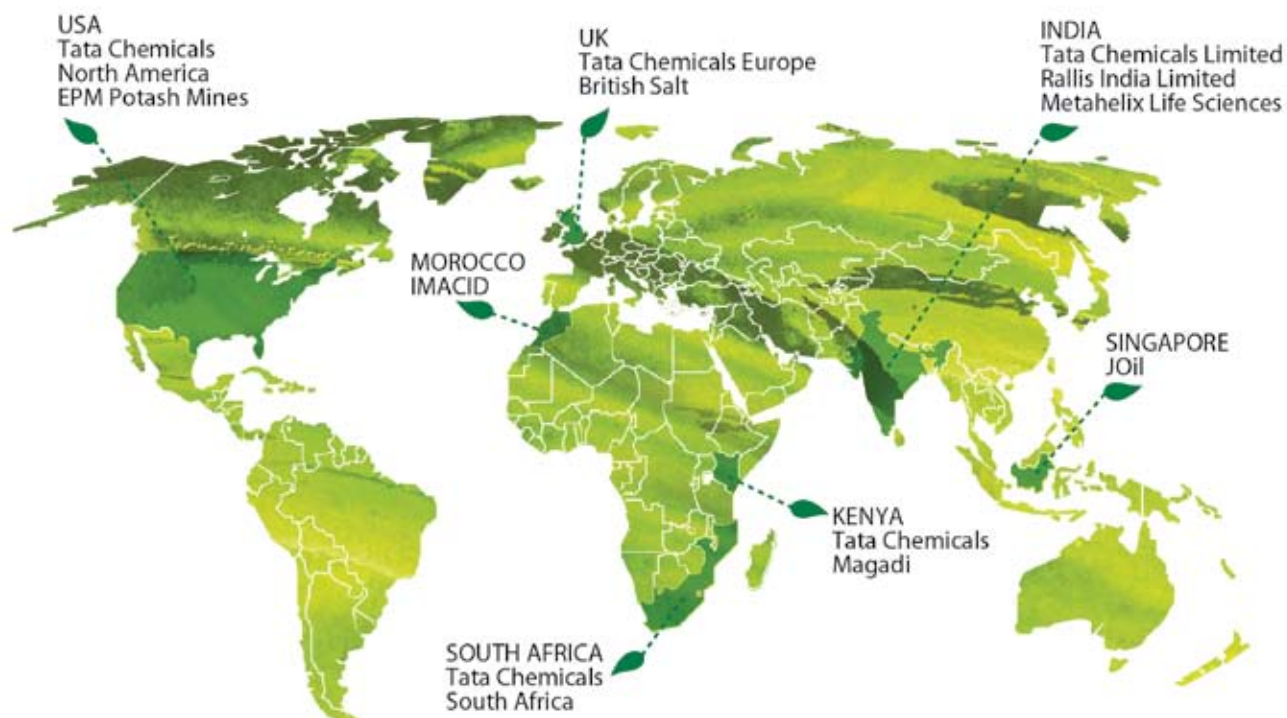 USA
Tata Chemicals
North America
EPM Potash Mines
UK
Tata Chemicals Europe
British Salt
INDIA
Tata Chemicals Limited
Rallis India Limited
Metahelix Life Sciences
MOROCCO
IMACID
SINGAPORE
JOil
KENYA
Tata Chemicals
Magadi
SOUTH AFRICA
Tata Chemicals
South Africa